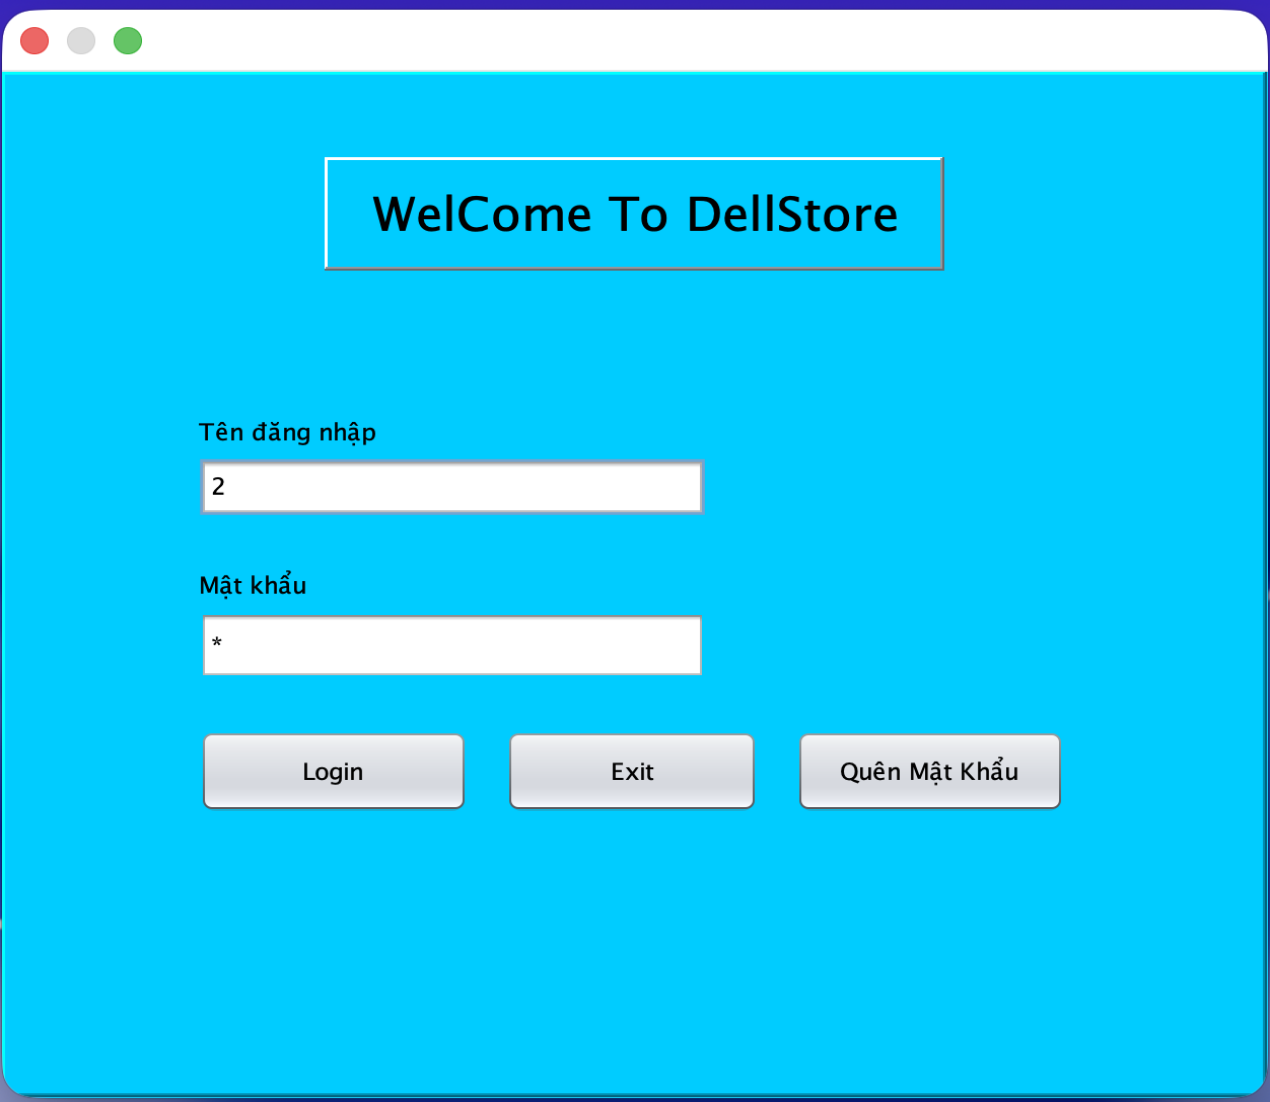 WelCome To DellStore
Tên đăng nhập
2
Mật khẩu
*
Login Exit Quên Mật Khẩu